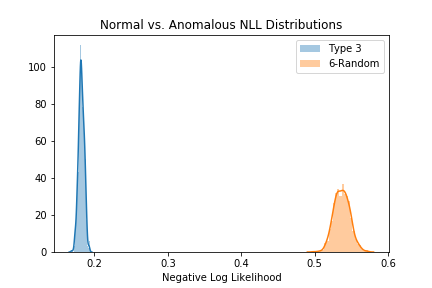 Normal vs. Anomalous NLL Distributions
Type 3
6-Random
100
80
60
40
20
0
0.2 0.3 0.4 0.5 0.6
Negative Log Likelihood